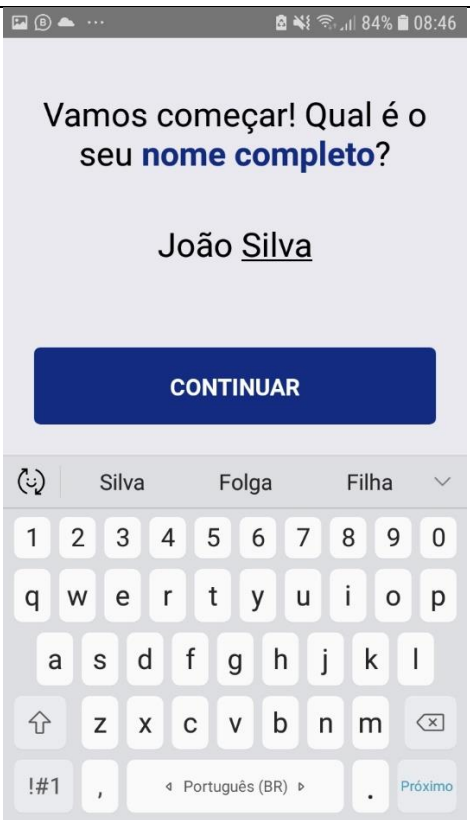 84% 08:46
Vamos começar! Qual é o
seu nome completo?
João Silva
CONTINUAR
Silva Folga Filha
1 2 3 4 5 6 7 8 9 0
q w e r t y u i o p
a s d f g h j k l
z x c v b n m
!#1 , Português (BR) . Próximo